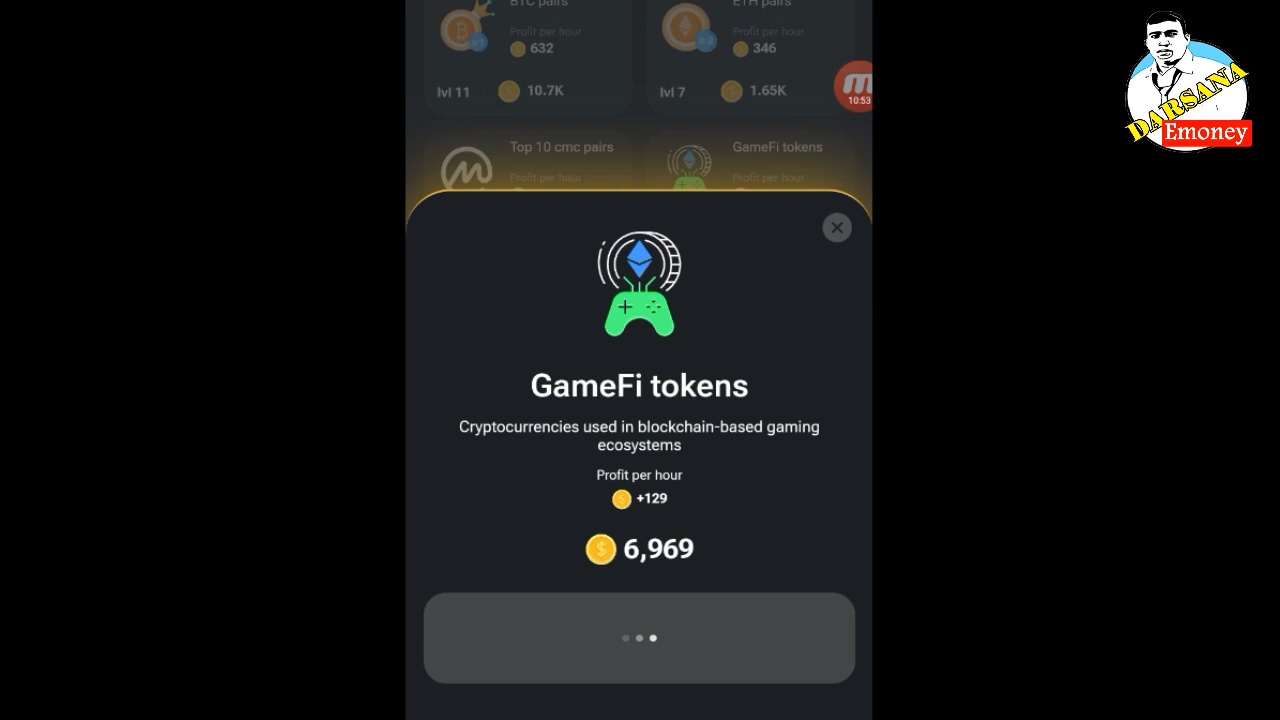 BTC pairs
Profit per hour
632
lvl 11
10.7K
ETH pairs
Profit per hour
346
lvl 7
1.65K
10:53
DARSANA
Emoney
Top 10 cmc pairs
Profit per hour
GameFi tokens
Profit per hour
GameFi tokens
Cryptocurrencies used in blockchain-based gaming
ecosystems
Profit per hour
+129
6,969